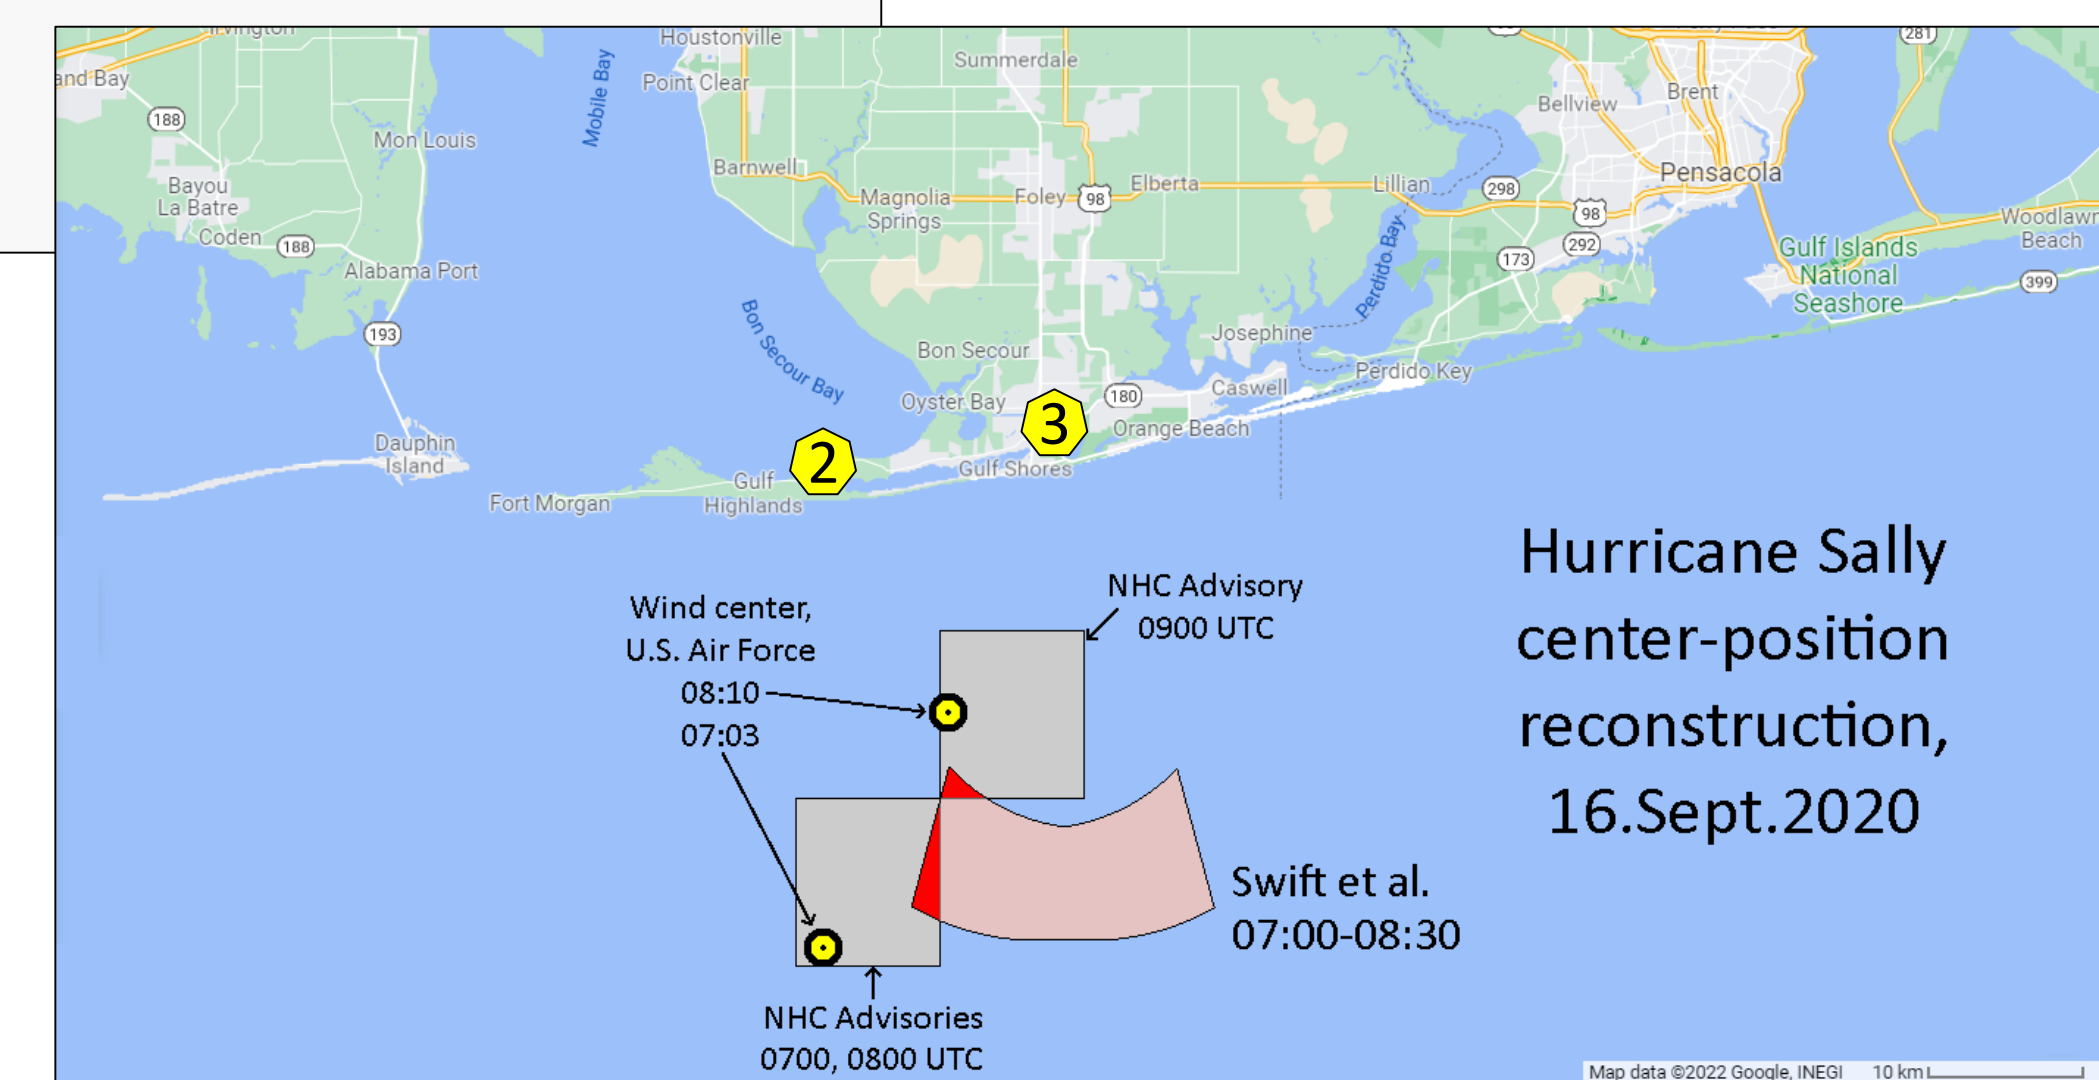 Irvington
Houstonville
Summerdale
281
and Bay
Point Clear
Mobile Bay
Bellview
Brent
188
Mon Louis
Barnwell
Pensacola
Bayou
La Batre
Magnolia
Springs
Foley
98
Elberta
Lillian
298
98
Woodlawn
Beach
Coden
188
292
173
Gulf Islands
National
Seashore
399
Alabama Port
Perdido Bay
Bon Secour Bay
193
Josephine
Bon Secour
Perdido Key
Oyster Bay
3
180
Caswell
Orange Beach
Dauphin
Island
2
Gulf Shores
Gulf
Highlands
Fort Morgan
Hurricane Sally
center-position
reconstruction,
16.Sept.2020
NHC Advisory
0900 UTC
Wind center,
U.S. Air Force
08:10
07:03
Swift et al.
07:00-08:30
NHC Advisories
0700, 0800 UTC
Map data ©2022 Google, INEGI
10 km